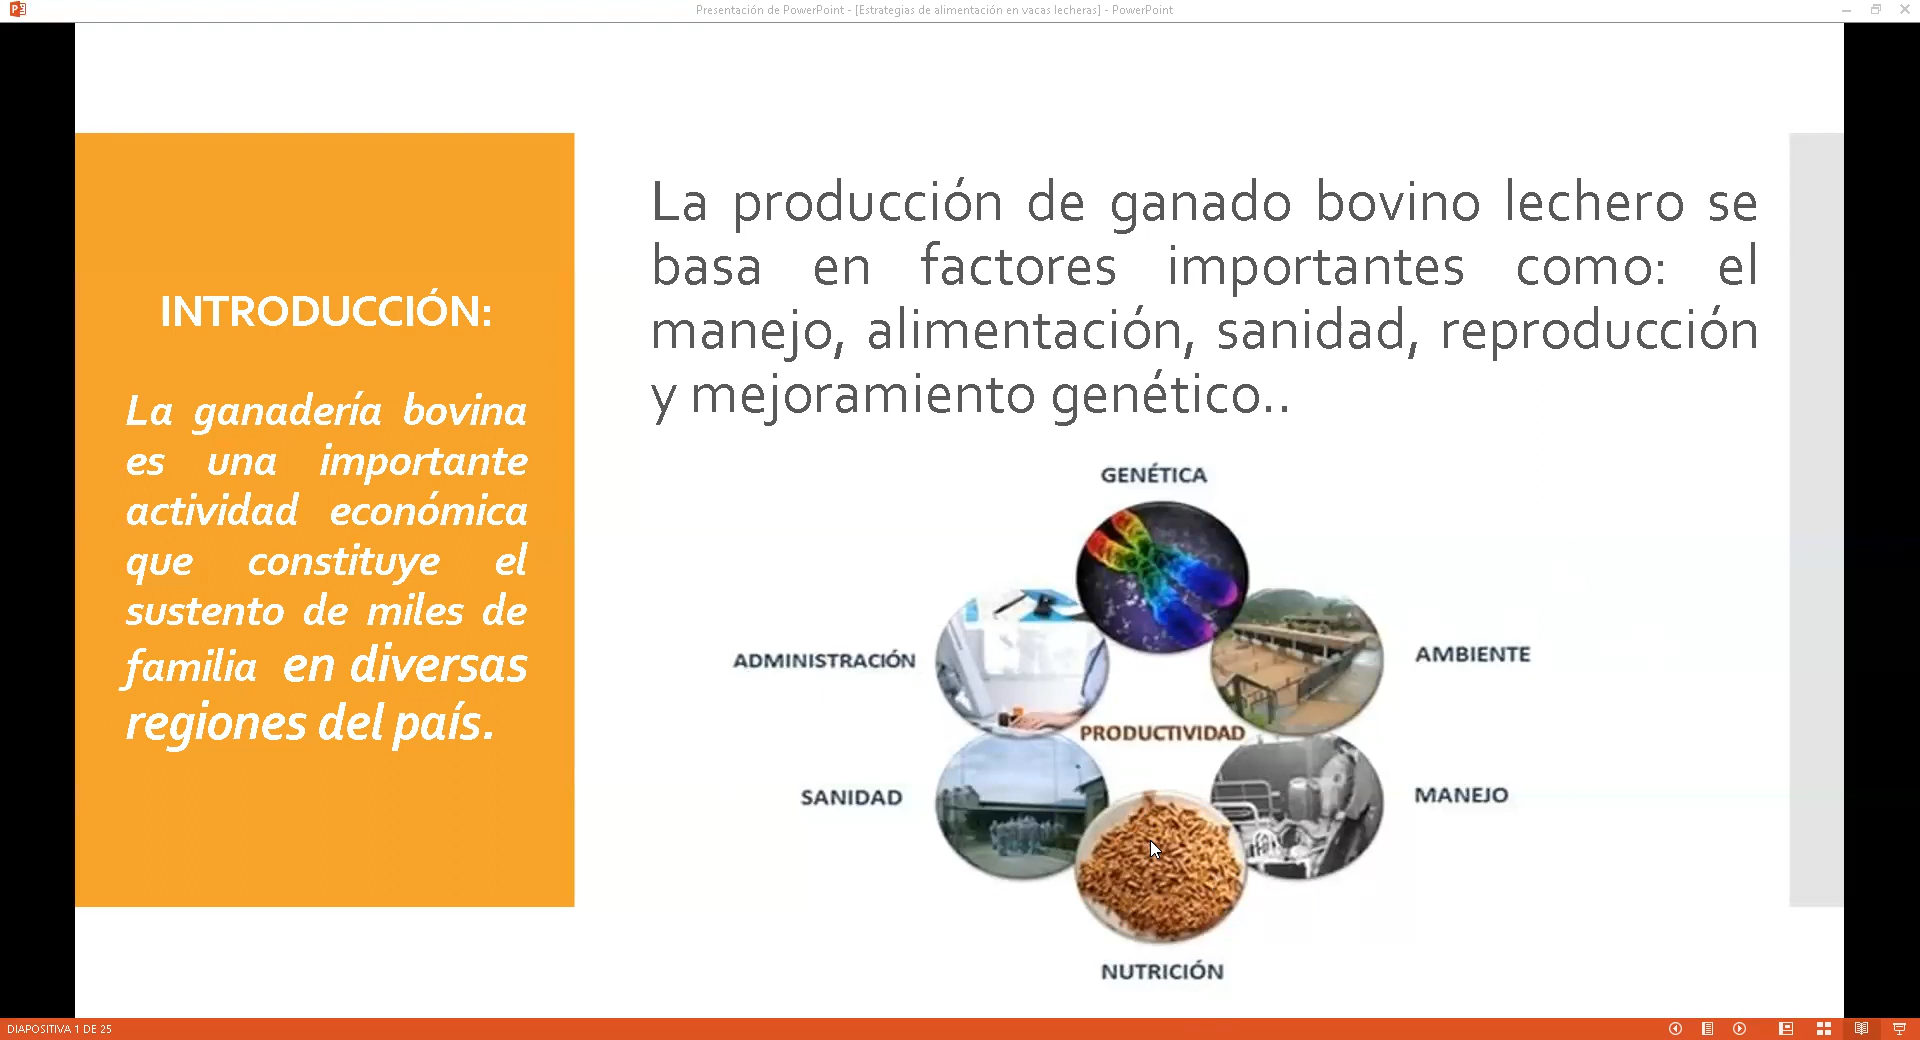 Presentación de PowerPoint - [Estrategias de alimentación en vacas lecheras] - PowerPoint
INTRODUCCIÓN:
La ganadería bovina
es una importante
actividad económica
que constituye el
sustento de miles de
familia en diversas
regiones del país.
La producción de ganado bovino lechero se
basa en factores importantes como: el
manejo, alimentación, sanidad, reproducción
y mejoramiento genético..
GENÉTICA
ADMINISTRACIÓN
AMBIENTE
PRODUCTIVIDAD
SANIDAD
MANEJO
NUTRICIÓN
DIAPOSITIVA 1 DE 25